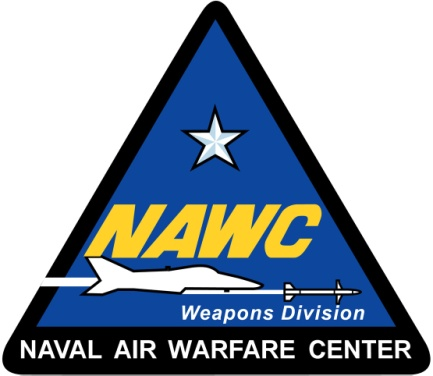 NAWC
Weapons Division
NAVAL AIR WARFARE CENTER